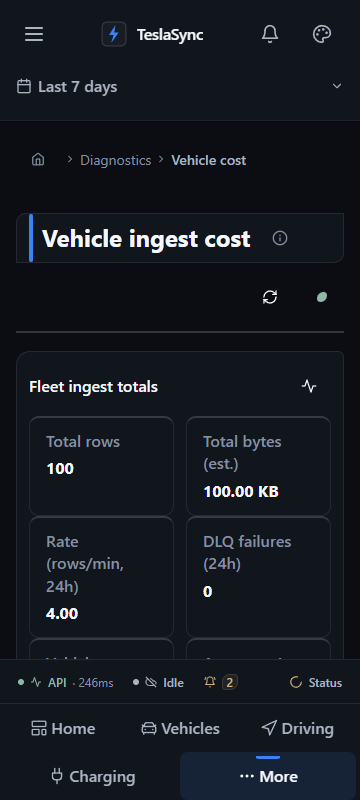 TeslaSync
Last 7 days
Diagnostics
Vehicle cost
Vehicle ingest cost
Fleet ingest totals
Total rows
100
Total bytes
(est.)
100.00 KB
Rate
(rows/min,
24h)
4.00
DLQ failures
(24h)
0
API · 246ms
Idle
2
Status
Home
Vehicles
Driving
Charging
More